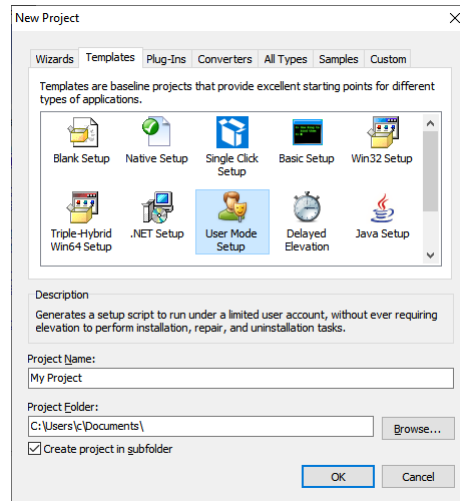 New Project
Wizards Templates Plug-Ins Converters All Types Samples Custom
Templates are baseline projects that provide excellent starting points for different
types of applications.
Blank Setup Native Setup Single Click Setup Basic Setup Win32 Setup
Triple-Hybrid Win64 Setup .NET Setup User Mode Setup Delayed Elevation Java Setup
Description
Generates a setup script to run under a limited user account, without ever requiring
elevation to perform installation, repair, and uninstallation tasks.
Project Name:
My Project
Project Folder:
C:\Users\c\Documents\
Browse...
Create project in subfolder
OK Cancel